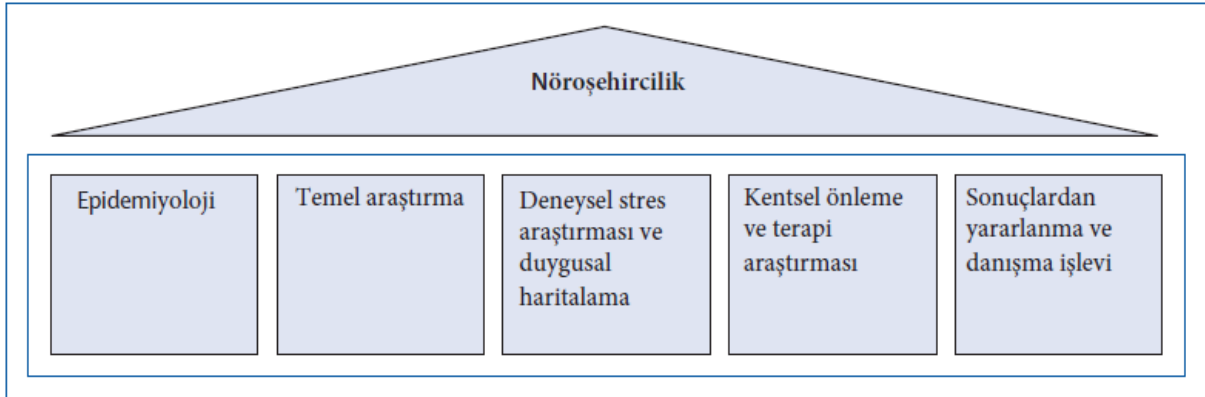 Nöroşehircilik
Epidemiyoloji
Temel araştırma
Deneysel stres
araştırması ve
duygusal
haritalama
Kentsel önleme
ve terapi
araştırması
Sonuçlardan
yararlanma ve
danışma işlevi